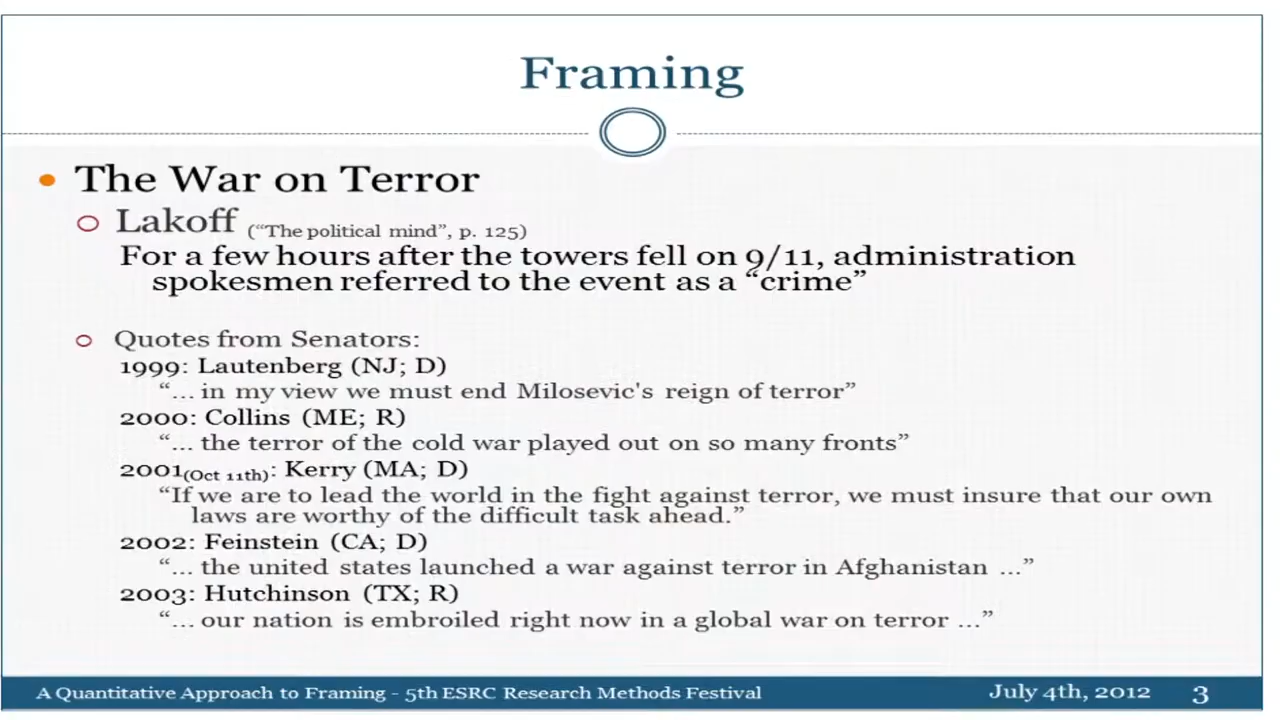 Framing
The War on Terror
Lakoff ("The political mind", p. 125)
For a few hours after the towers fell on 9/11, administration
spokesmen referred to the event as a “crime”
Quotes from Senators:
1999: Lautenberg (NJ; D)
“… in my view we must end Milosevic's reign of terror”
2000: Collins (ME; R)
“… the terror of the cold war played out on so many fronts”
2001(Oct 11th): Kerry (MA; D)
“If we are to lead the world in the fight against terror, we must insure that our own
laws are worthy of the difficult task ahead.”
2002: Feinstein (CA; D)
“… the united states launched a war against terror in Afghanistan …”
2003: Hutchinson (TX; R)
“… our nation is embroiled right now in a global war on terror …”
A Quantitative Approach to Framing - 5th ESRC Research Methods Festival July 4th, 2012 3